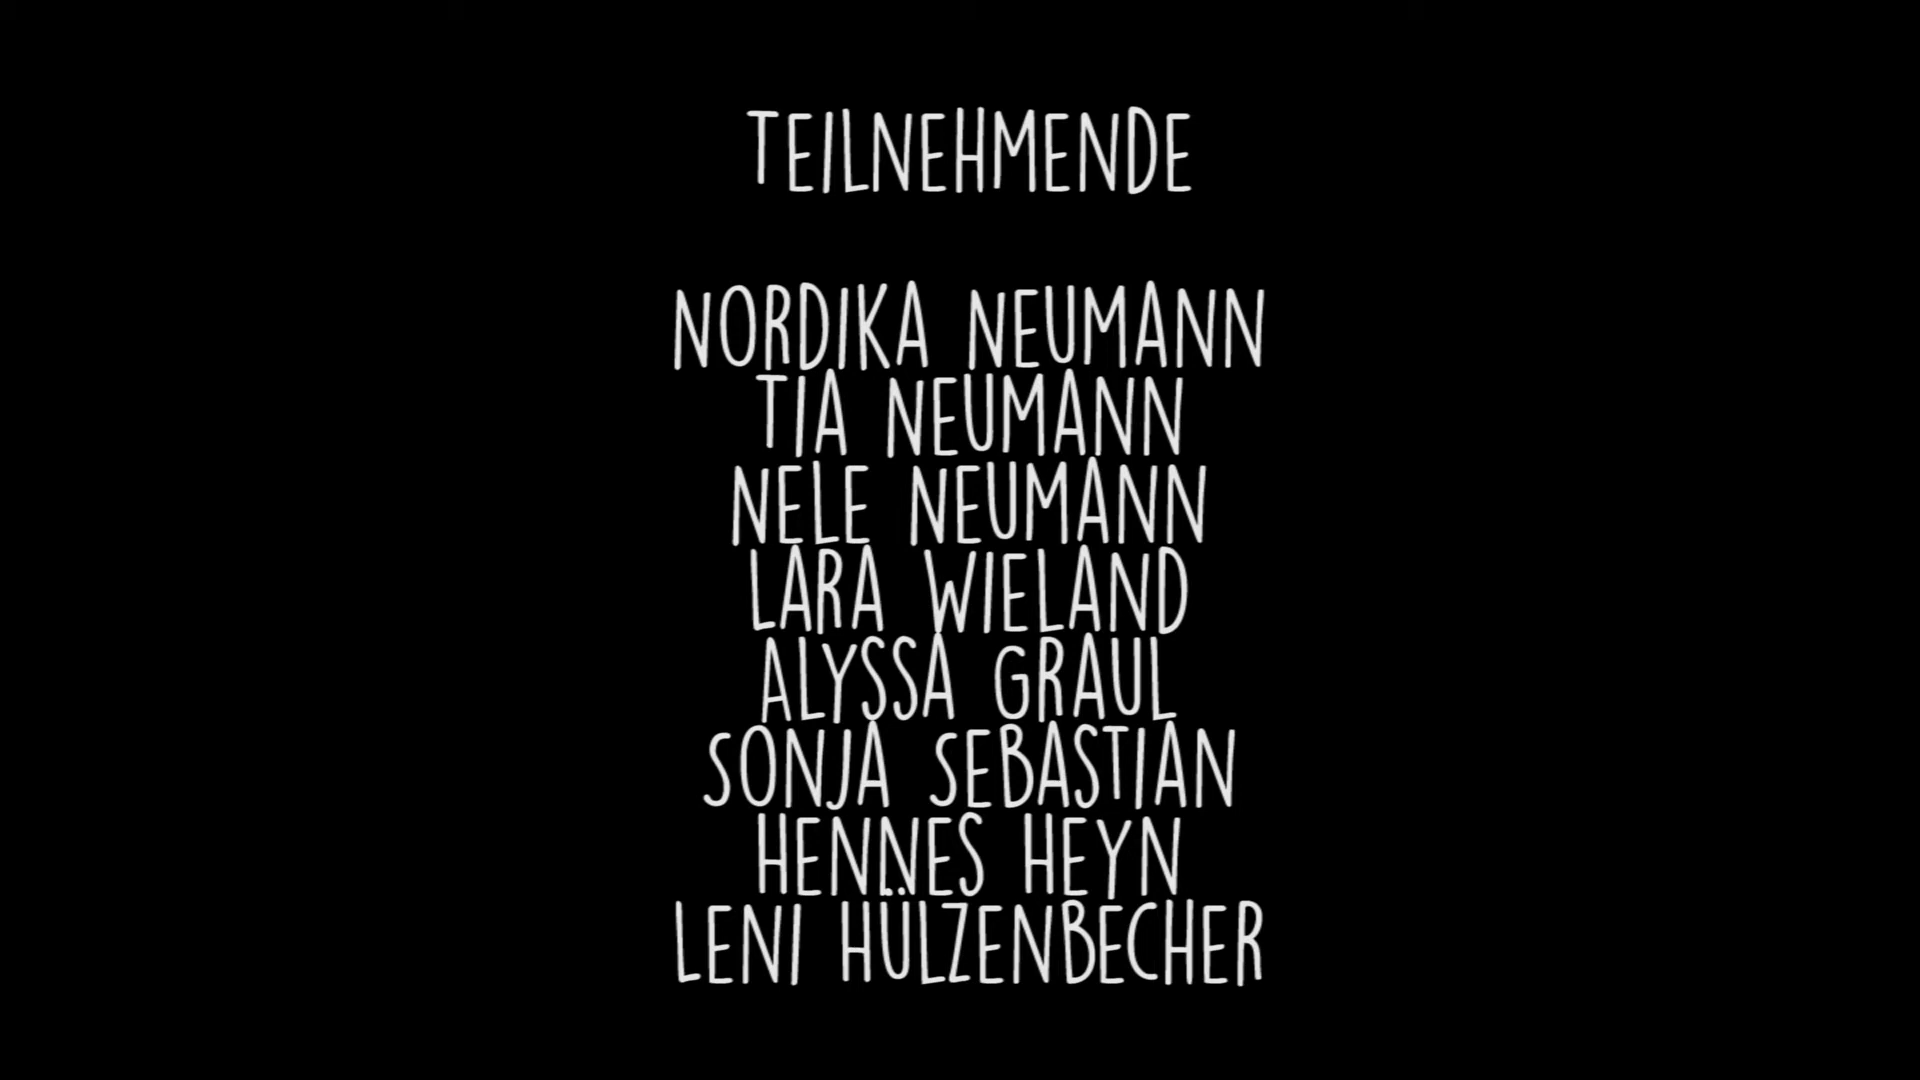 TEILNEHMENDE
NORDIKA NEUMANN
TIA NEUMANN
NELE NEUMANN
LARA WIELAND
ALYSSA GRAUL
SONJA SEBASTIAN
HENNES HEYN
LENI HÜLZENBECHER